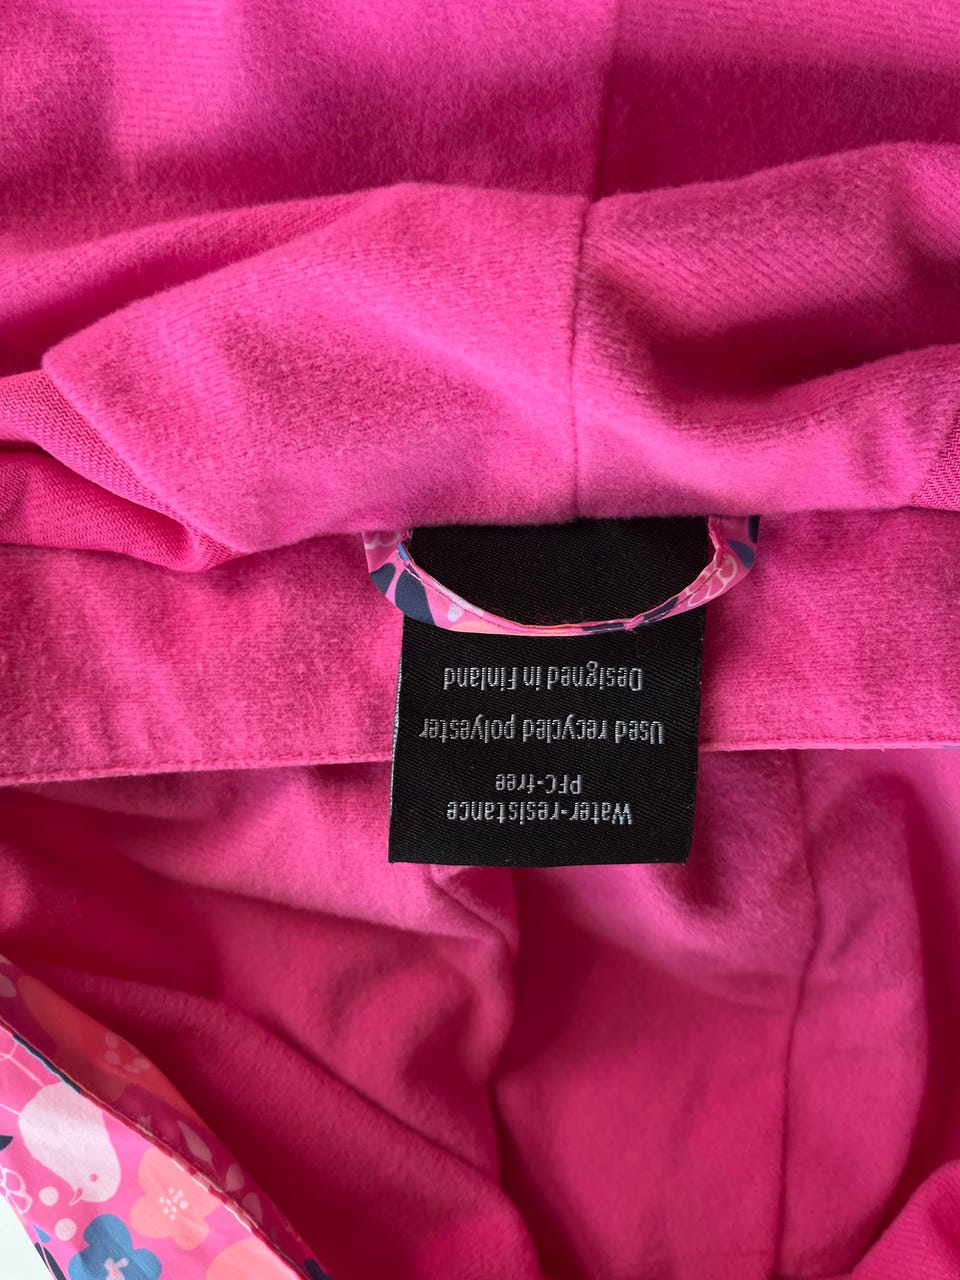 Water-resistance
PFC-free
Used recycled polyester
Designed in Finland